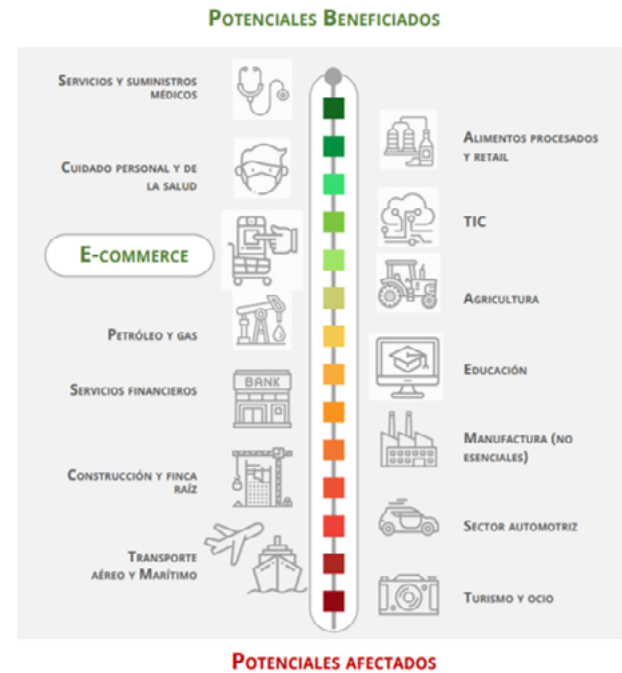 POTENCIALES BENEFICIADOS
SERVICIOS Y SUMINISTROS
MÉDICOS
ALIMENTOS PROCESADOS
Y RETAIL
CUIDADO PERSONAL Y DE
LA SALUD
TIC
E-COMMERCE
AGRICULTURA
PETRÓLEO Y GAS
EDUCACIÓN
BANK
SERVICIOS FINANCIEROS
MANUFACTURA (NO
ESENCIALES)
CONSTRUCCIÓN Y FINCA
RAÍZ
SECTOR AUTOMOTRIZ
TRANSPORTE
AÉREO Y MARÍTIMO
TURISMO Y OCIO
POTENCIALES AFECTADOS